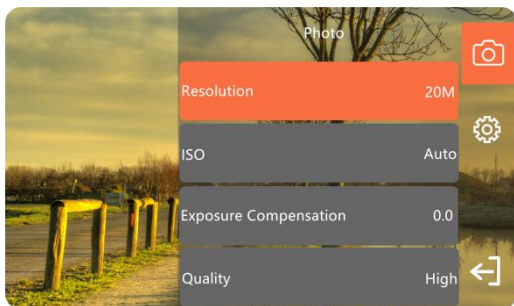 Photo
Resolution 20M
ISO Auto
Exposure Compensation 0.0
Quality High